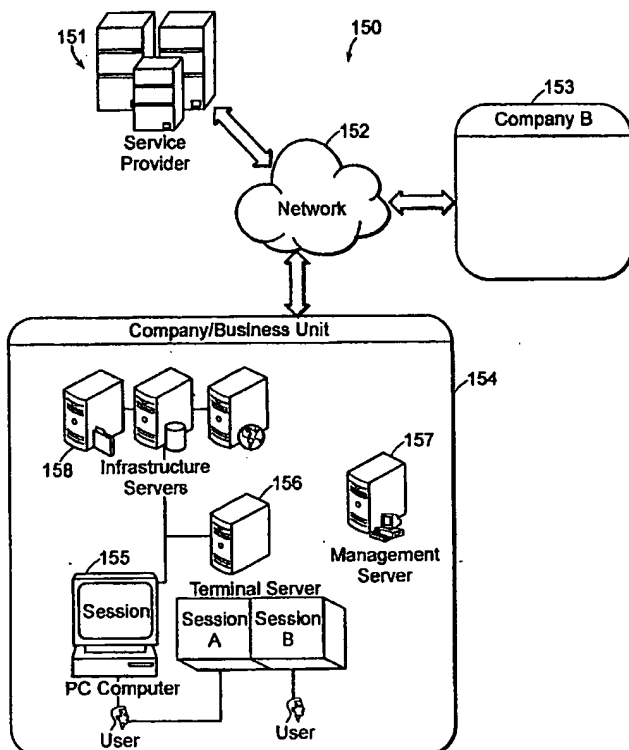 151
150
Service
Provider
152
Network
153
Company B
Company/Business Unit
154
158
Infrastructure
Servers
156
157
Management
Server
155
Session
PC Computer
Terminal Server
Session
A
Session
B
User
User